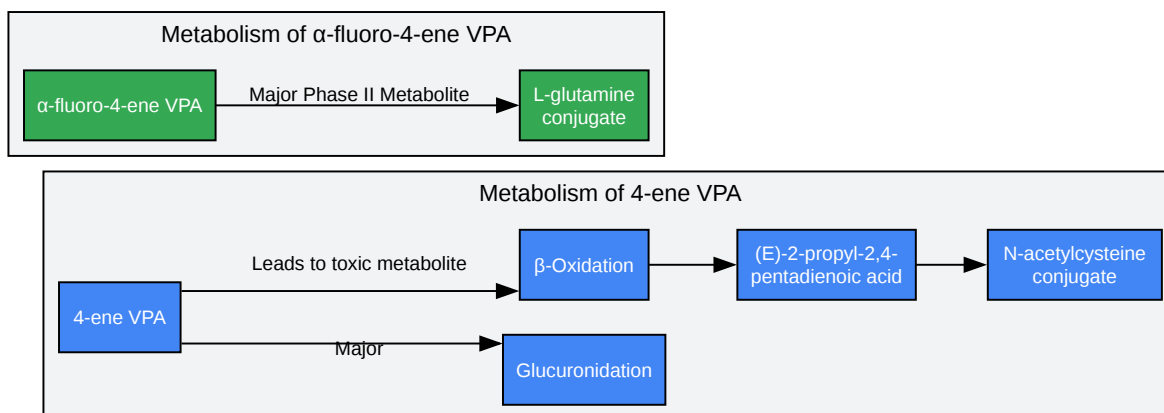 Metabolism of α-fluoro-4-ene VPA
α-fluoro-4-ene VPA
Major Phase II Metabolite
L-glutamine
conjugate
Metabolism of 4-ene VPA
4-ene VPA
Leads to toxic metabolite
β-Oxidation
(E)-2-propyl-2,4-
pentadienoic acid
N-acetylcysteine
conjugate
Major
Glucuronidation